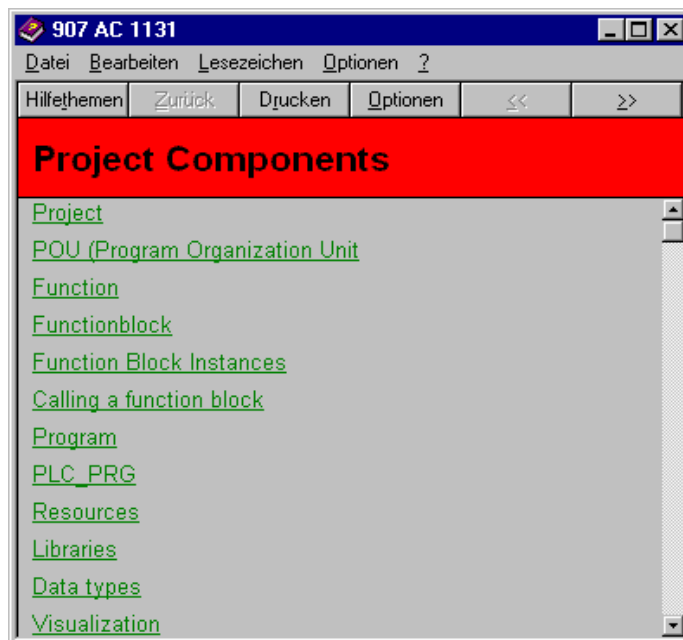 907 AC 1131
Datei Bearbeiten Lesezeichen Optionen ?
Hilfethemen Zurück Drucken Optionen << >>
Project Components
Project
POU (Program Organization Unit
Function
Functionblock
Function Block Instances
Calling a function block
Program
PLC_PRG
Resources
Libraries
Data types
Visualization